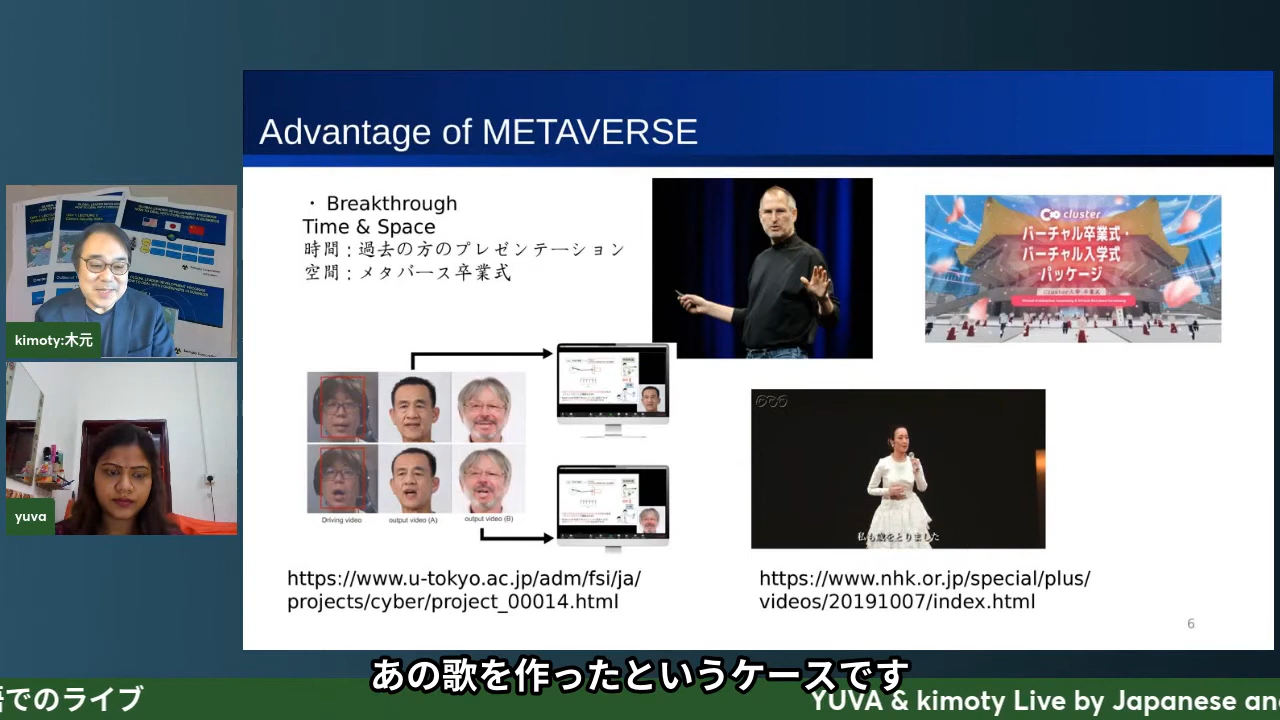 Advantage of METAVERSE
・Breakthrough
Time & Space
時間：過去の方のプレゼンテーション
空間：メタバース卒業式
cluster
バーチャル卒業式・
バーチャル入学式
パッケージ
Driving video
output video (A)
output video (B)
私も歳をとりました
https://www.u-tokyo.ac.jp/adm/fsi/ja/
projects/cyber/project_00014.html
https://www.nhk.or.jp/special/plus/
videos/20191007/index.html
6
kimoty:木元
yuva
あの歌を作ったというケースです
語でのライブ
YUVA & kimoty Live by Japanese an